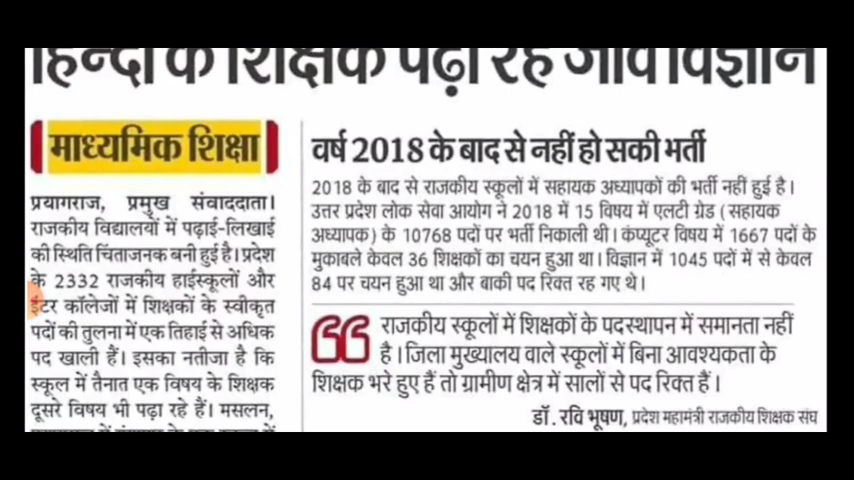 हिन्दी के शिक्षक पढ़ा रहे जीव विज्ञान
माध्यमिक शिक्षा
प्रयागराज, प्रमुख संवाददाता।
राजकीय विद्यालयों में पढ़ाई-लिखाई
की स्थिति चिंताजनक बनी हुई है। प्रदेश
के 2332 राजकीय हाईस्कूलों और
इंटर कॉलेजों में शिक्षकों के स्वीकृत
पदों की तुलना में एक तिहाई से अधिक
पद खाली हैं। इसका नतीजा है कि
स्कूल में तैनात एक विषय के शिक्षक
दूसरे विषय भी पढ़ा रहे हैं। मसलन,
वर्ष 2018 के बाद से नहीं हो सकी भर्ती
2018 के बाद से राजकीय स्कूलों में सहायक अध्यापकों की भर्ती नहीं हुई है।
उत्तर प्रदेश लोक सेवा आयोग ने 2018 में 15 विषय में एलटी ग्रेड (सहायक
अध्यापक) के 10768 पदों पर भर्ती निकाली थी। कंप्यूटर विषय में 1667 पदों के
मुकाबले केवल 36 शिक्षकों का चयन हुआ था। विज्ञान में 1045 पदों में से केवल
84 पर चयन हुआ था और बाकी पद रिक्त रह गए थे।
राजकीय स्कूलों में शिक्षकों के पदस्थापन में समानता नहीं
है। जिला मुख्यालय वाले स्कूलों में बिना आवश्यकता के
शिक्षक भरे हुए हैं तो ग्रामीण क्षेत्र में सालों से पद रिक्त हैं।
डॉ. रवि भूषण, प्रदेश महामंत्री राजकीय शिक्षक संघ